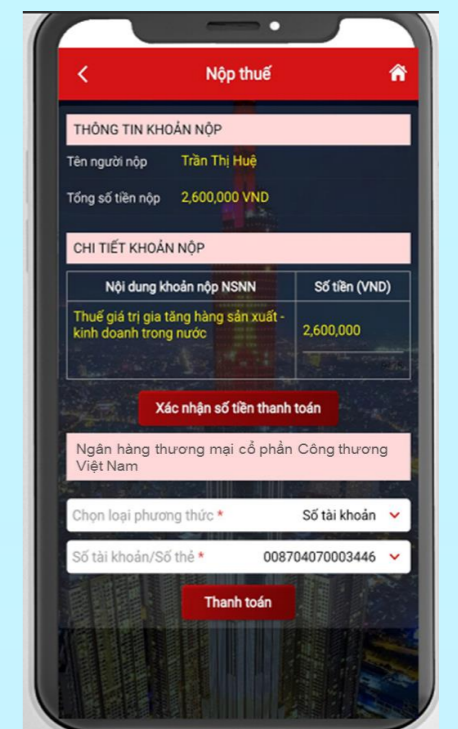 Nộp thuế
THÔNG TIN KHOẢN NỘP
Tên người nộp Trần Thị Huệ
Tổng số tiền nộp 2,600,000 VND
CHI TIẾT KHOẢN NỘP
Nội dung khoản nộp NSNN Số tiền (VND)
Thuế giá trị gia tăng hàng sản xuất -
kinh doanh trong nước 2,600,000
Xác nhận số tiền thanh toán
Ngân hàng thương mại cổ phần Công thương
Việt Nam
Chọn loại phương thức * Số tài khoản
Số tài khoản/Số thẻ * 008704070003446
Thanh toán